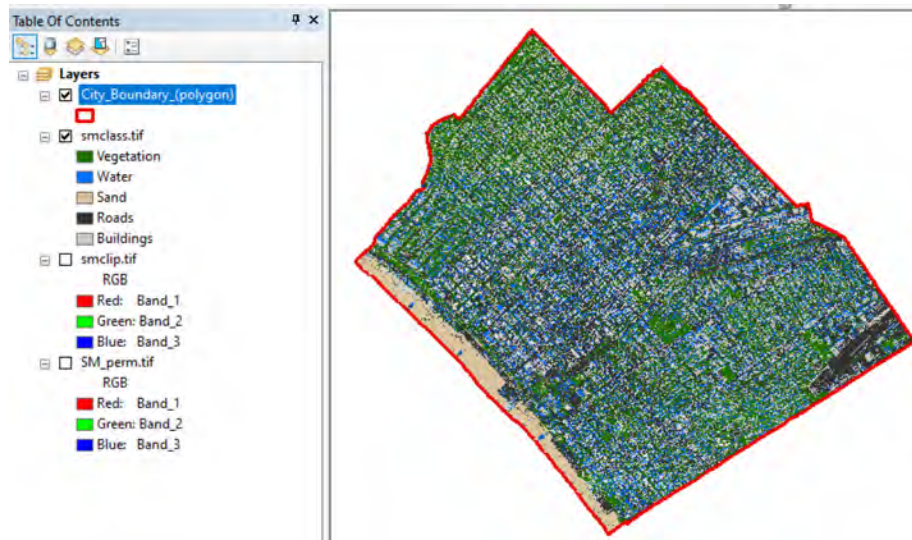 Table Of Contents
Layers
City_Boundary_(polygon)
smclass.tif
Vegetation
Water
Sand
Roads
Buildings
smclip.tif
RGB
Red: Band_1
Green: Band_2
Blue: Band_3
SM_perm.tif
RGB
Red: Band_1
Green: Band_2
Blue: Band_3